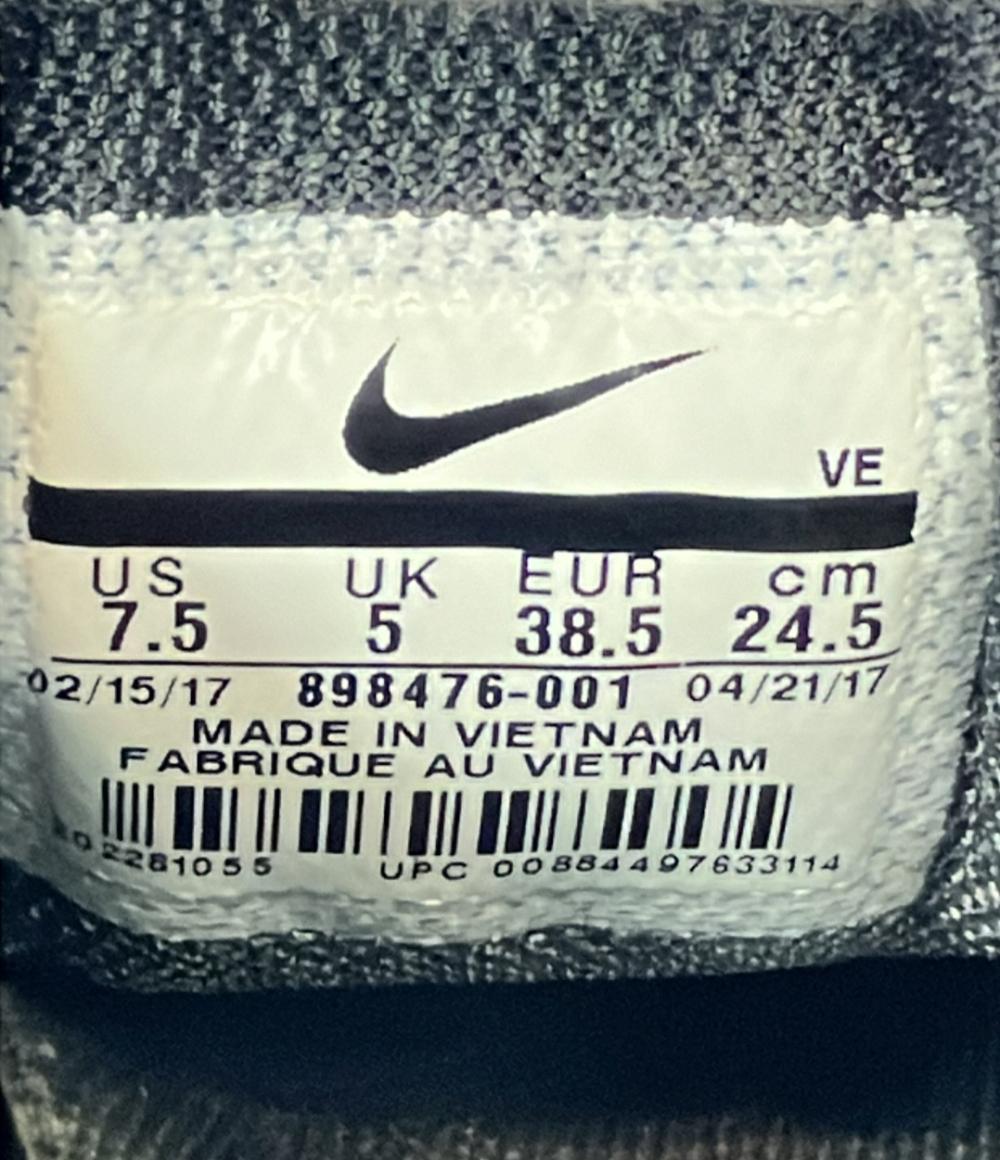 VE
US UK EUR cm
7.5 5 38.5 24.5
02/15/17 898476-001 04/21/17
MADE IN VIETNAM
FABRIQUE AU VIETNAM
UPC 00884497633114